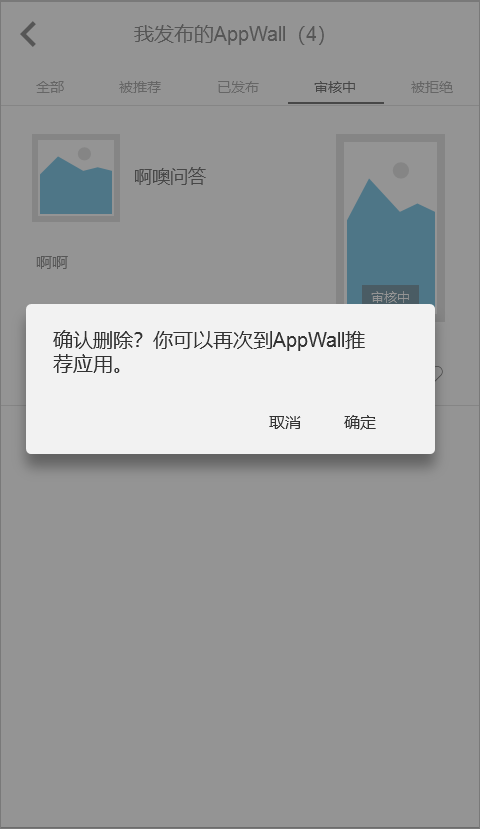 我发布的AppWall（4）
全部 被推荐 已发布 审核中 被拒绝
啊噢问答
啊啊
审核中
确认删除？你可以再次到AppWall推
荐应用。
取消 确定